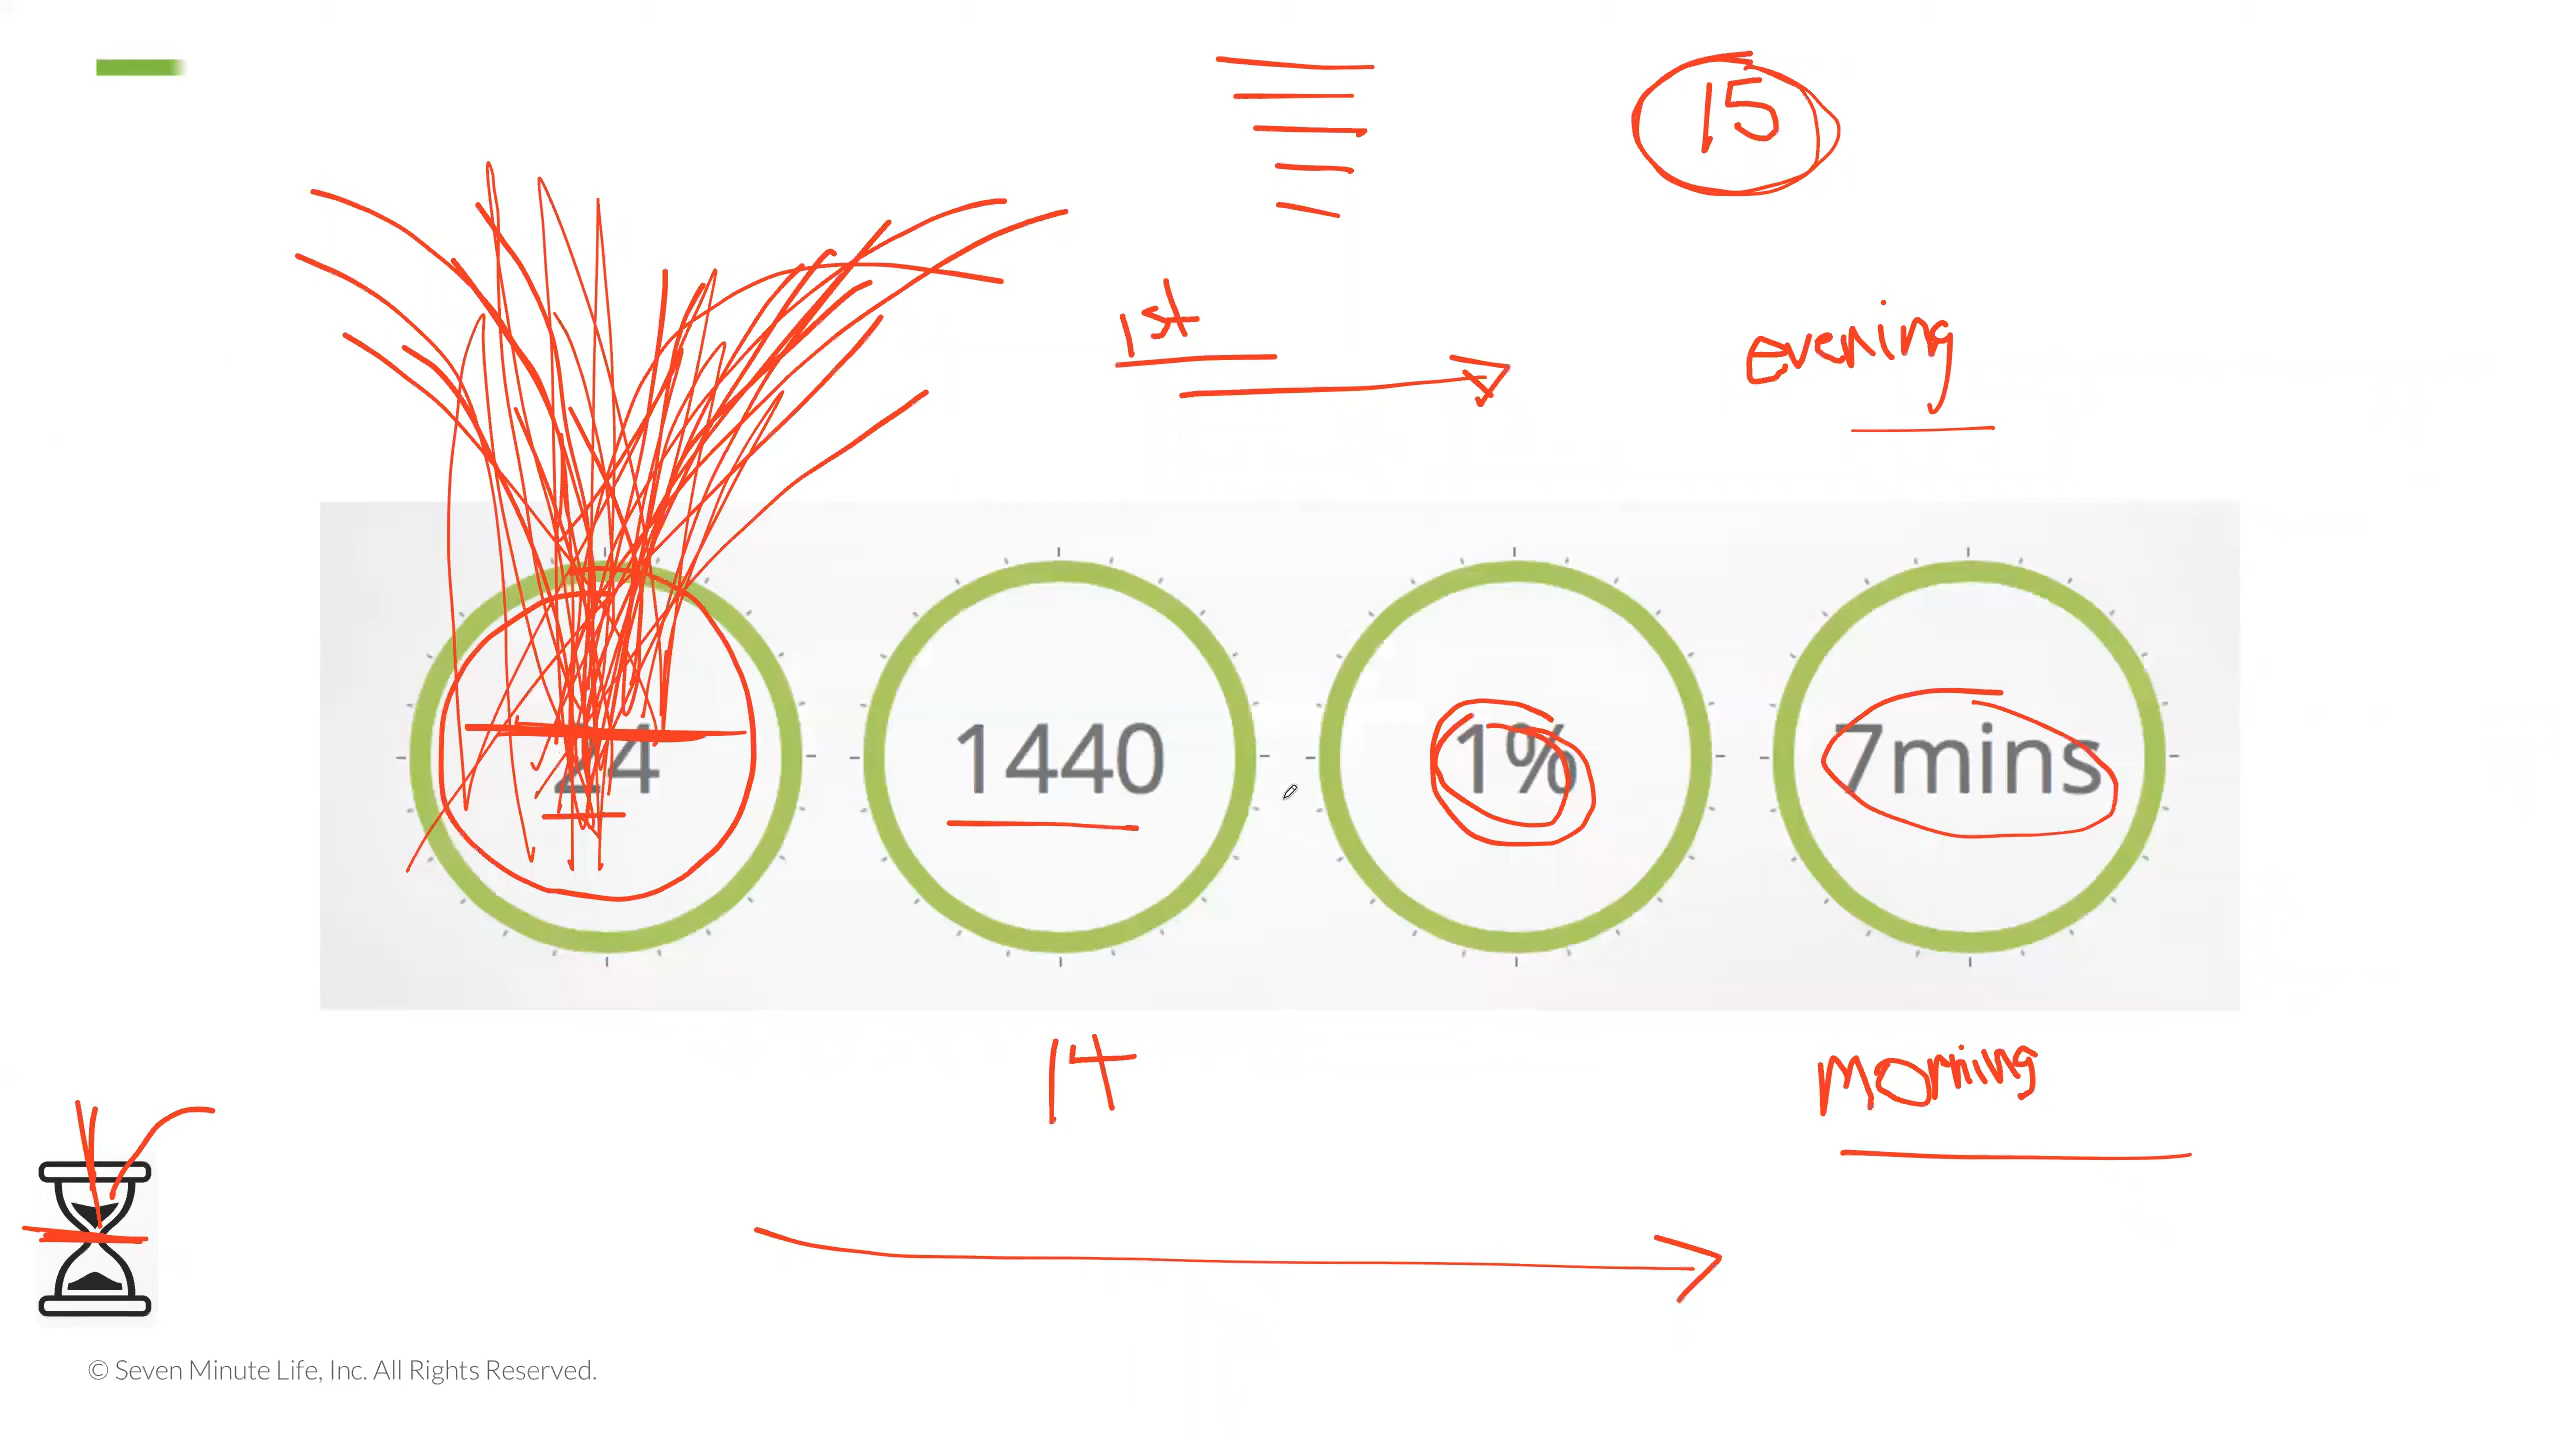 15
1st
evening
24
1440
1%
7mins
14
morning
© Seven Minute Life, Inc. All Rights Reserved.